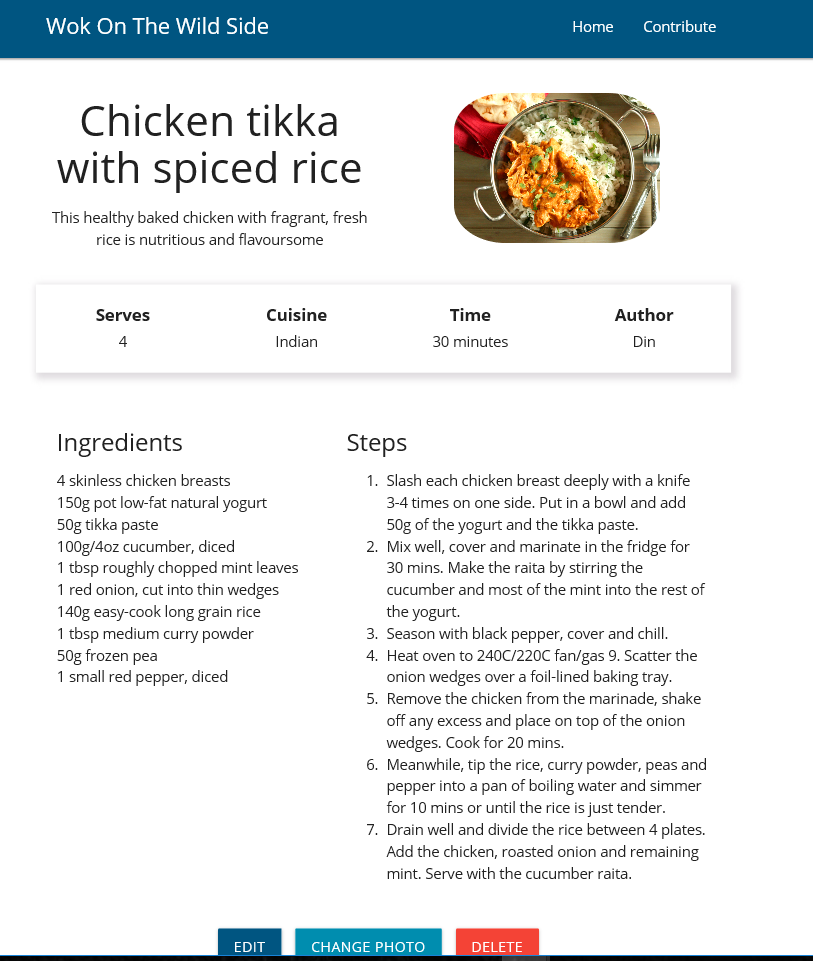 Wok On The Wild Side
Home Contribute
Chicken tikka
with spiced rice
This healthy baked chicken with fragrant, fresh
rice is nutritious and flavoursome
Serves Cuisine Time Author
4 Indian 30 minutes Din
Ingredients
4 skinless chicken breasts
150g pot low-fat natural yogurt
50g tikka paste
100g/4oz cucumber, diced
1 tbsp roughly chopped mint leaves
1 red onion, cut into thin wedges
140g easy-cook long grain rice
1 tbsp medium curry powder
50g frozen pea
1 small red pepper, diced
Steps
1. Slash each chicken breast deeply with a knife
3-4 times on one side. Put in a bowl and add
50g of the yogurt and the tikka paste.
2. Mix well, cover and marinate in the fridge for
30 mins. Make the raita by stirring the
cucumber and most of the mint into the rest of
the yogurt.
3. Season with black pepper, cover and chill.
4. Heat oven to 240C/220C fan/gas 9. Scatter the
onion wedges over a foil-lined baking tray.
5. Remove the chicken from the marinade, shake
off any excess and place on top of the onion
wedges. Cook for 20 mins.
6. Meanwhile, tip the rice, curry powder, peas and
pepper into a pan of boiling water and simmer
for 10 mins or until the rice is just tender.
7. Drain well and divide the rice between 4 plates.
Add the chicken, roasted onion and remaining
mint. Serve with the cucumber raita.
EDIT CHANGE PHOTO DELETE